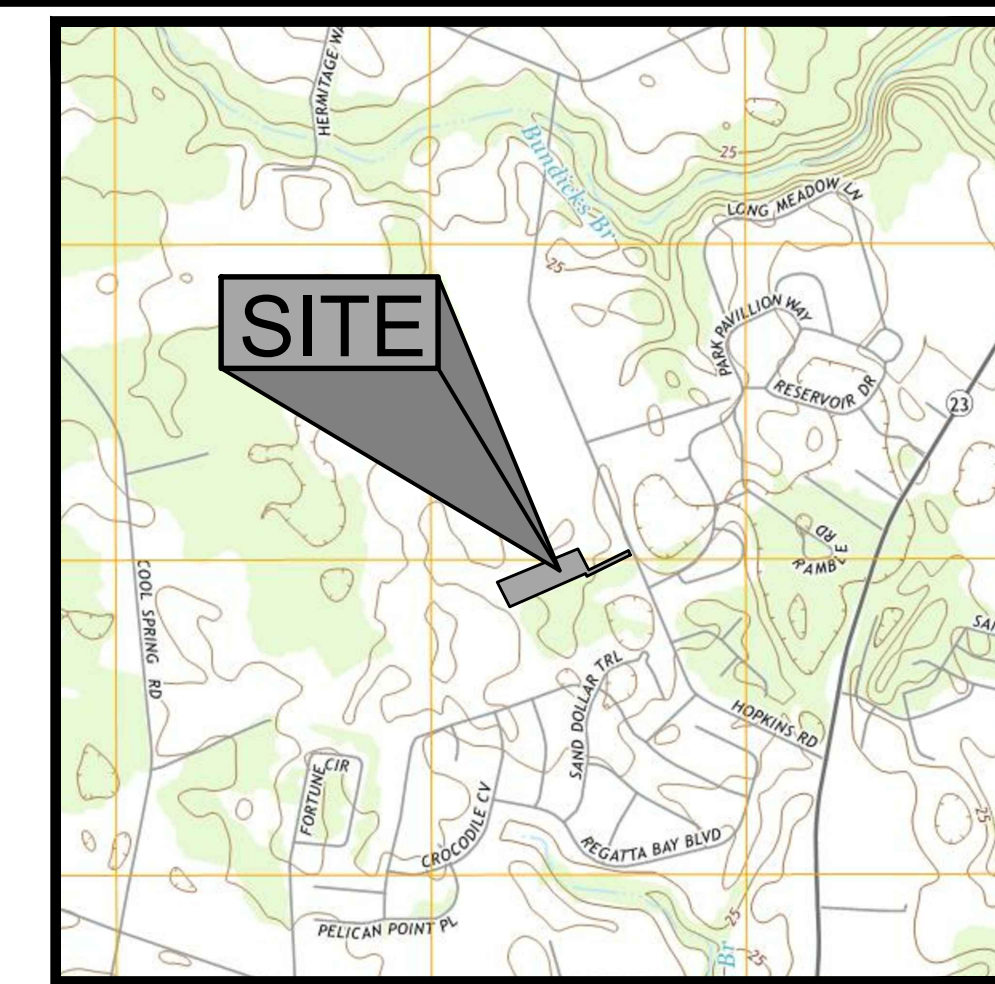 HERMITAGE WA
Bundicks Br
25
LONG MEADOW LN
25
SITE
PARK PAVILLION WAY
RESERVOIR DR
23
RAMBLE RD
COOL SPRING RD
SAND DOLLAR TRL
HOPKINS RD
FORTUNE CIR
CROCODILE CV
REGATTA BAY BLVD
25
PELICAN POINT PL
25
25
Br